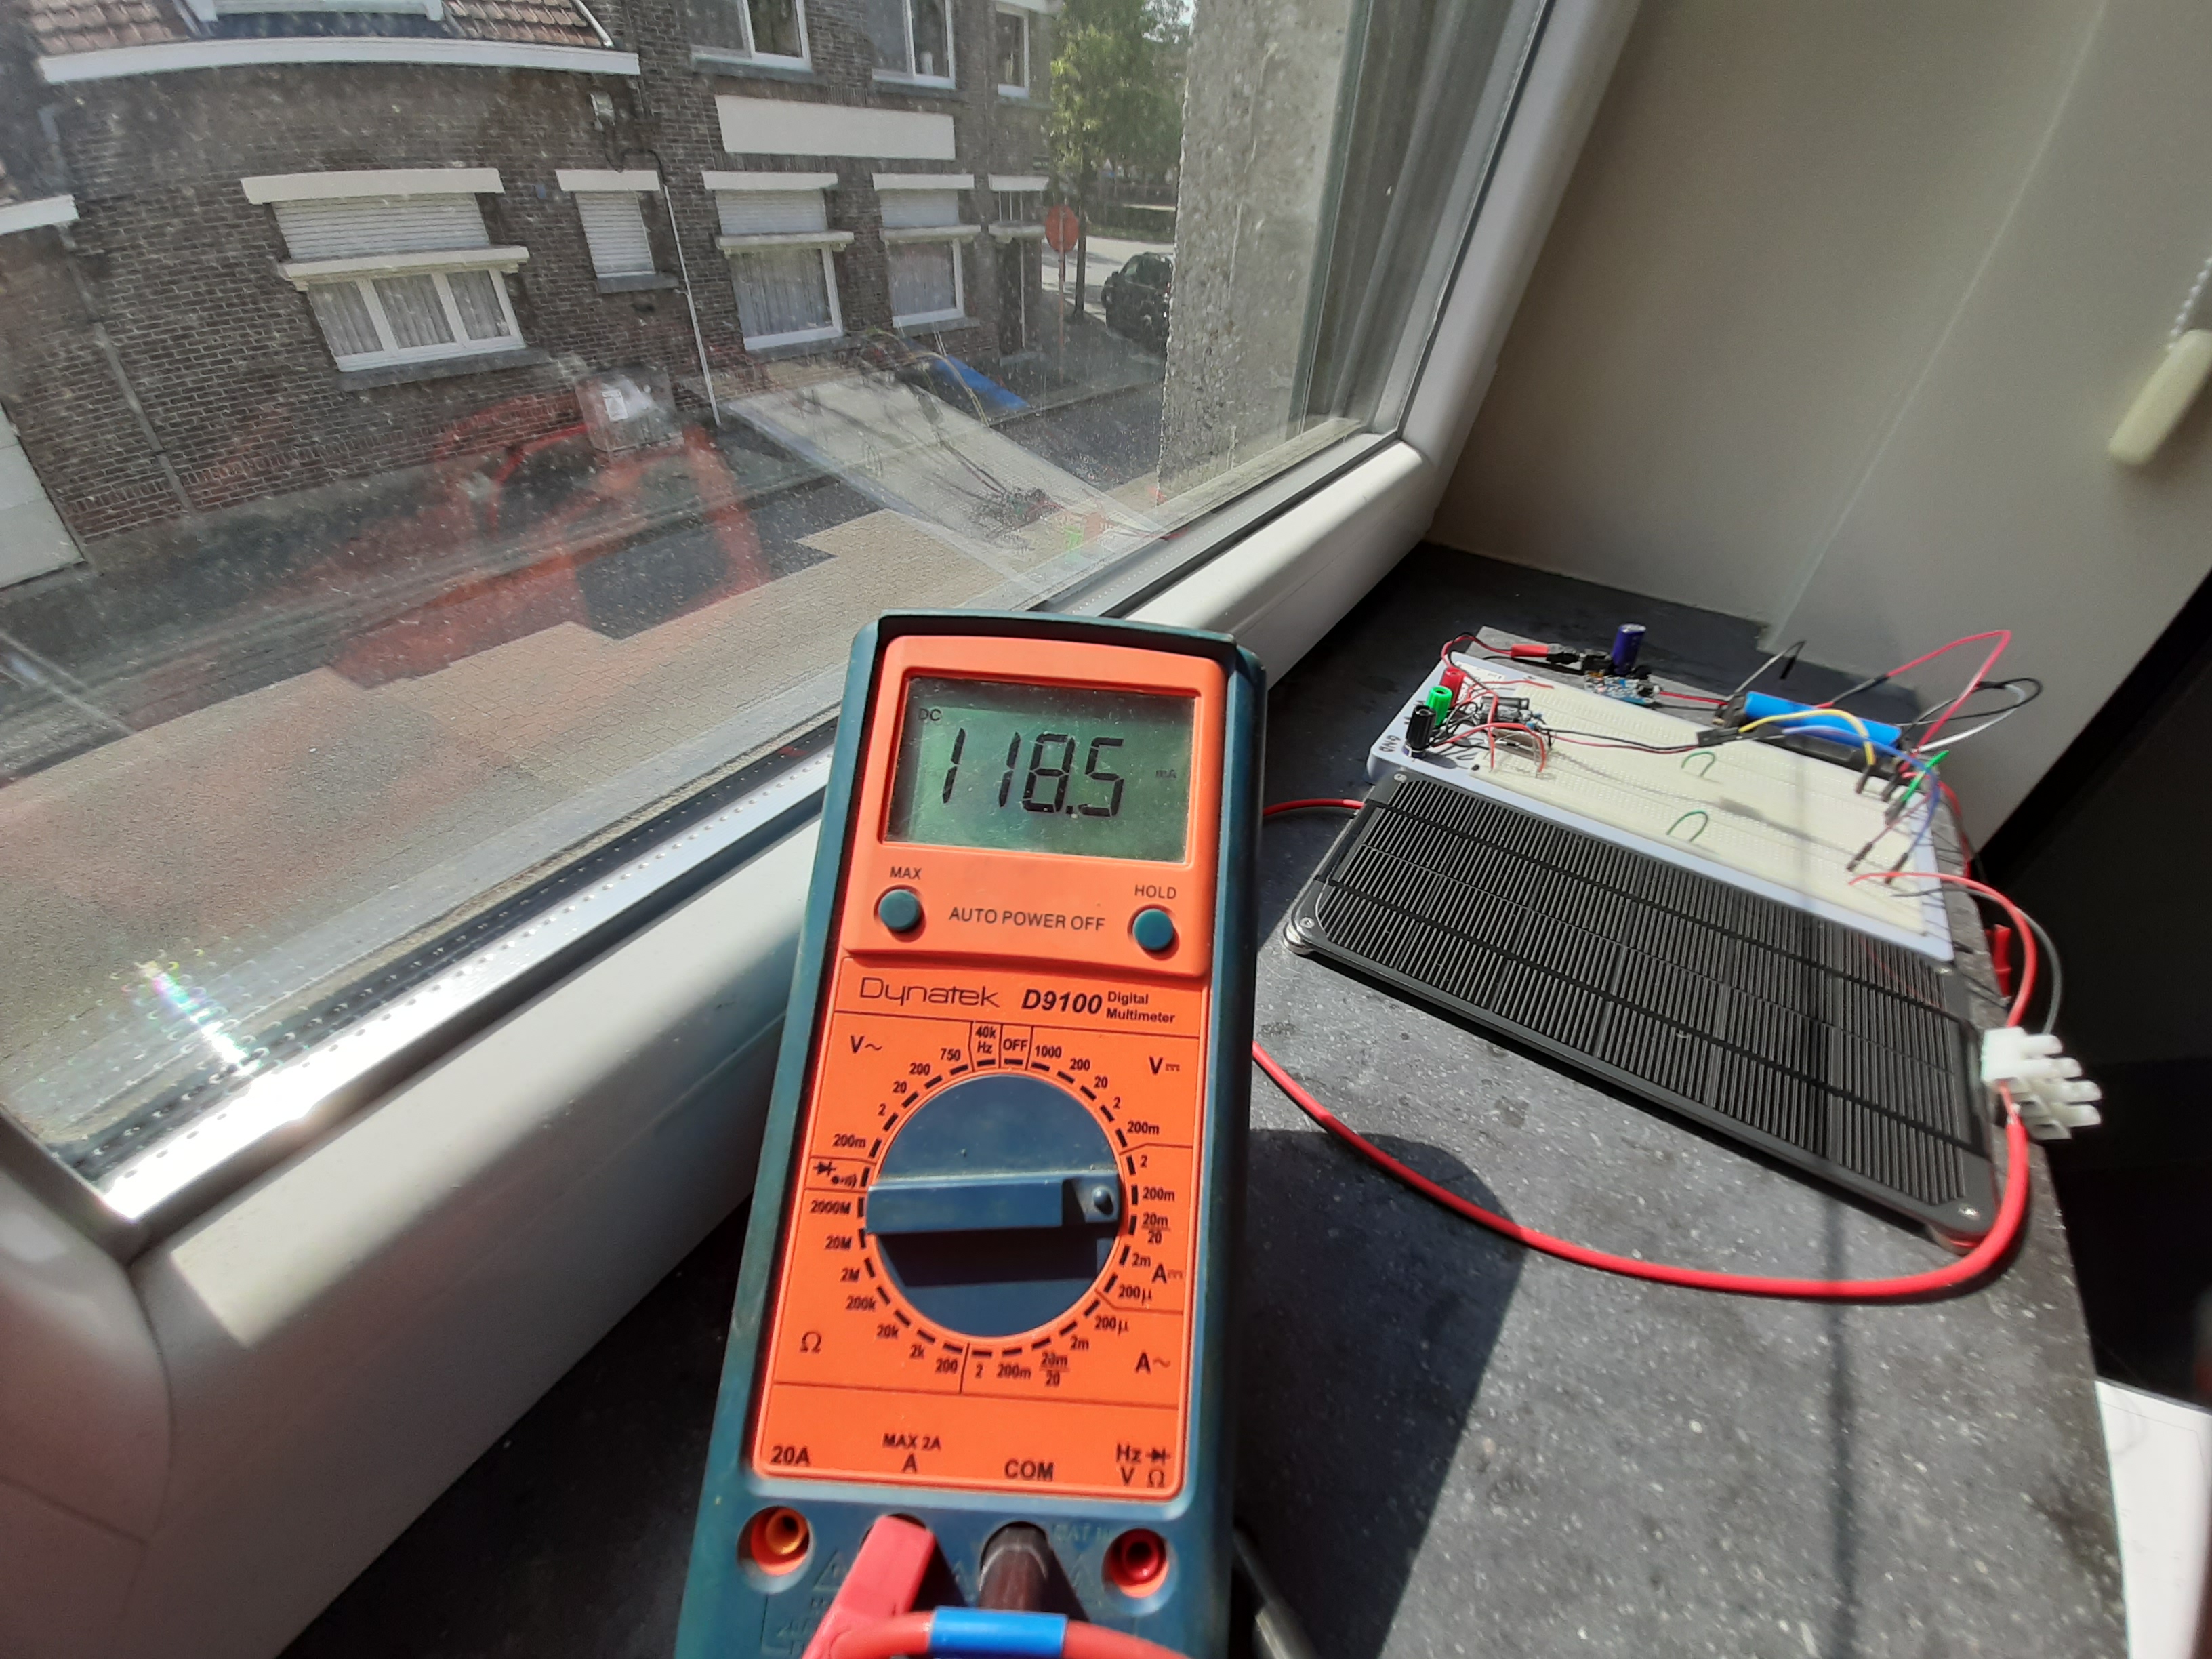 DC
118.5 mA
MAX
HOLD
AUTO POWER OFF
Dynatek D9100 Digital Multimeter
V~
40k Hz
OFF
V⎓
750
200
20
2
200m
1000
200
20
2
200m
2
200m
20m
20
2m
A⎓
200µ
2000M
20M
2M
200k
20k
2k
200
Ω
200µ
2m
20m
20
200m
2
A~
20A
MAX 2A
A
COM
Hz
V Ω
GND